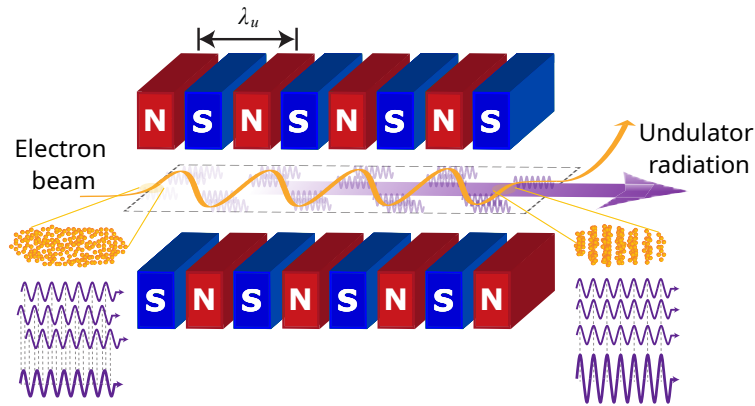 λu
N S N S N S N S
Electron
beam
Undulator
radiation
S N S N S N S N